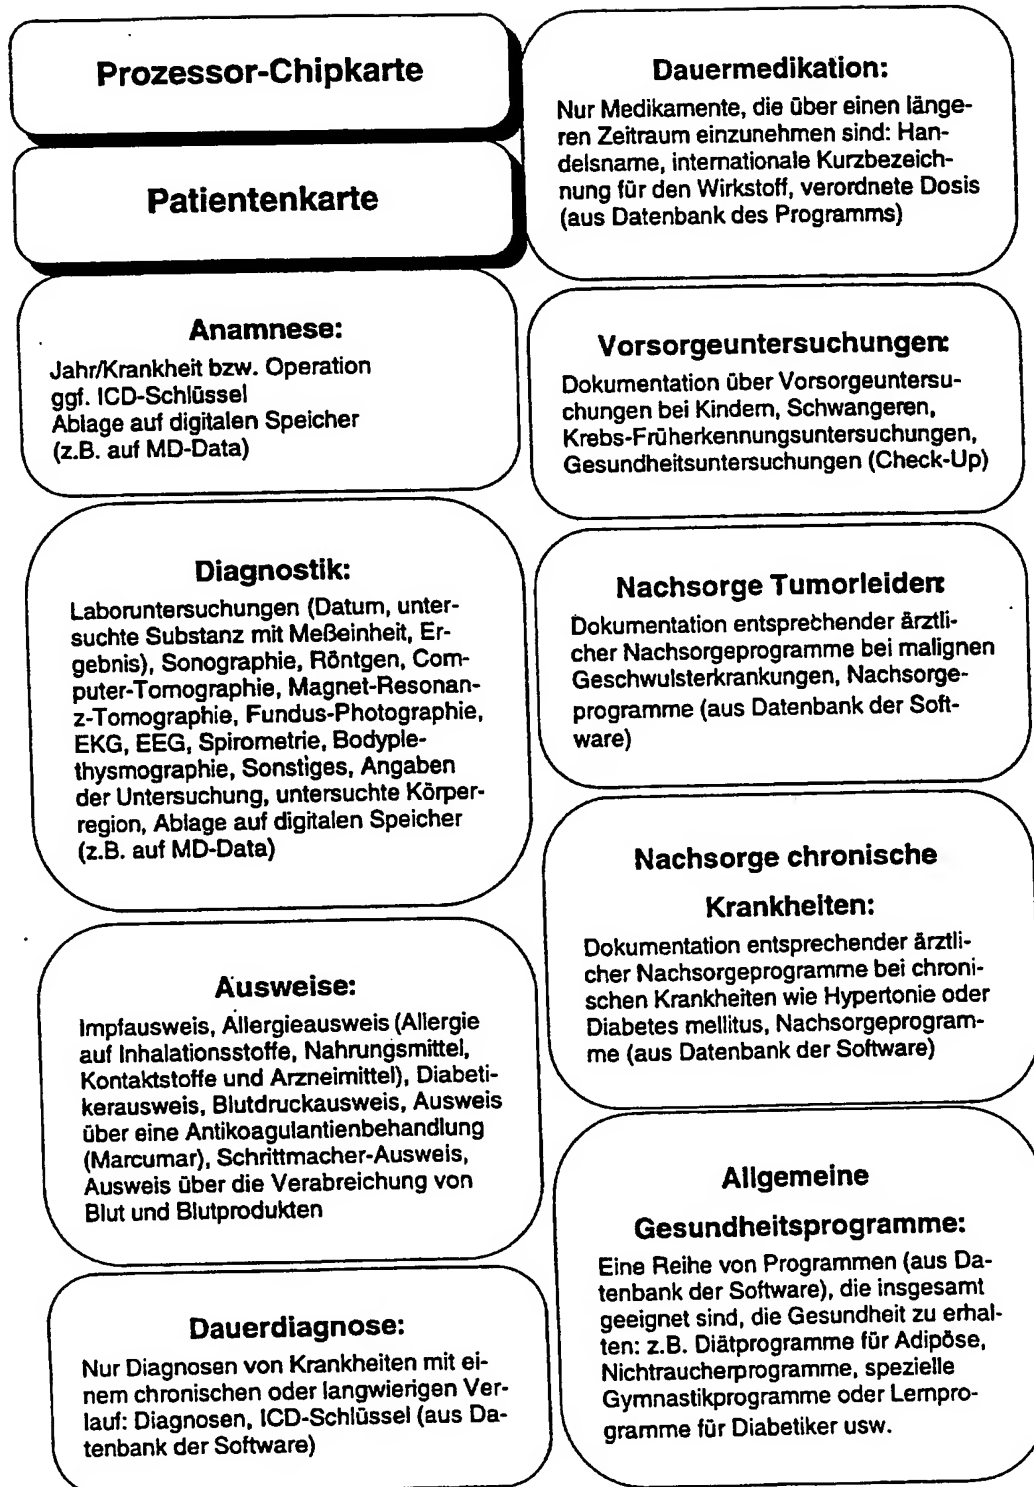 Prozessor-Chipkarte
Patientenkarte
Anamnese:
Jahr/Krankheit bzw. Operation
ggf. ICD-Schlüssel
Ablage auf digitalen Speicher
(z.B. auf MD-Data)
Diagnostik:
Laboruntersuchungen (Datum, unter-
suchte Substanz mit Meßeinheit, Er-
gebnis), Sonographie, Röntgen, Com-
puter-Tomographie, Magnet-Resonan-
z-Tomographie, Fundus-Photographie,
EKG, EEG, Spirometrie, Bodyple-
thysmographie, Sonstiges, Angaben
der Untersuchung, untersuchte Körper-
region, Ablage auf digitalen Speicher
(z.B. auf MD-Data)
Ausweise:
Impfausweis, Allergieausweis (Allergie
auf Inhalationsstoffe, Nahrungsmittel,
Kontaktstoffe und Arzneimittel), Diabeti-
kerausweis, Blutdruckausweis, Ausweis
über eine Antikoagulantienbehandlung
(Marcumar), Schrittmacher-Ausweis,
Ausweis über die Verabreichung von
Blut und Blutprodukten
Dauerdiagnose:
Nur Diagnosen von Krankheiten mit ei-
nem chronischen oder langwierigen Ver-
lauf: Diagnosen, ICD-Schlüssel (aus Da-
tenbank der Software)
Dauermedikation:
Nur Medikamente, die über einen länge-
ren Zeitraum einzunehmen sind: Han-
delsname, internationale Kurzbezeich-
nung für den Wirkstoff, verordnete Dosis
(aus Datenbank des Programms)
Vorsorgeuntersuchungen:
Dokumentation über Vorsorgeuntersu-
chungen bei Kindern, Schwangeren,
Krebs-Früherkennungsuntersuchungen,
Gesundheitsuntersuchungen (Check-Up)
Nachsorge Tumorleiden:
Dokumentation entsprechender ärztli-
cher Nachsorgeprogramme bei malignen
Geschwulsterkrankungen, Nachsorge-
programme (aus Datenbank der Soft-
ware)
Nachsorge chronische
Krankheiten:
Dokumentation entsprechender ärztli-
cher Nachsorgeprogramme bei chroni-
schen Krankheiten wie Hypertonie oder
Diabetes mellitus, Nachsorgeprogram-
me (aus Datenbank der Software)
Allgemeine
Gesundheitsprogramme:
Eine Reihe von Programmen (aus Da-
tenbank der Software), die insgesamt
geeignet sind, die Gesundheit zu erhal-
ten: z.B. Diätprogramme für Adipöse,
Nichtraucherprogramme, spezielle
Gymnastikprogramme oder Lernpro-
gramme für Diabetiker usw.